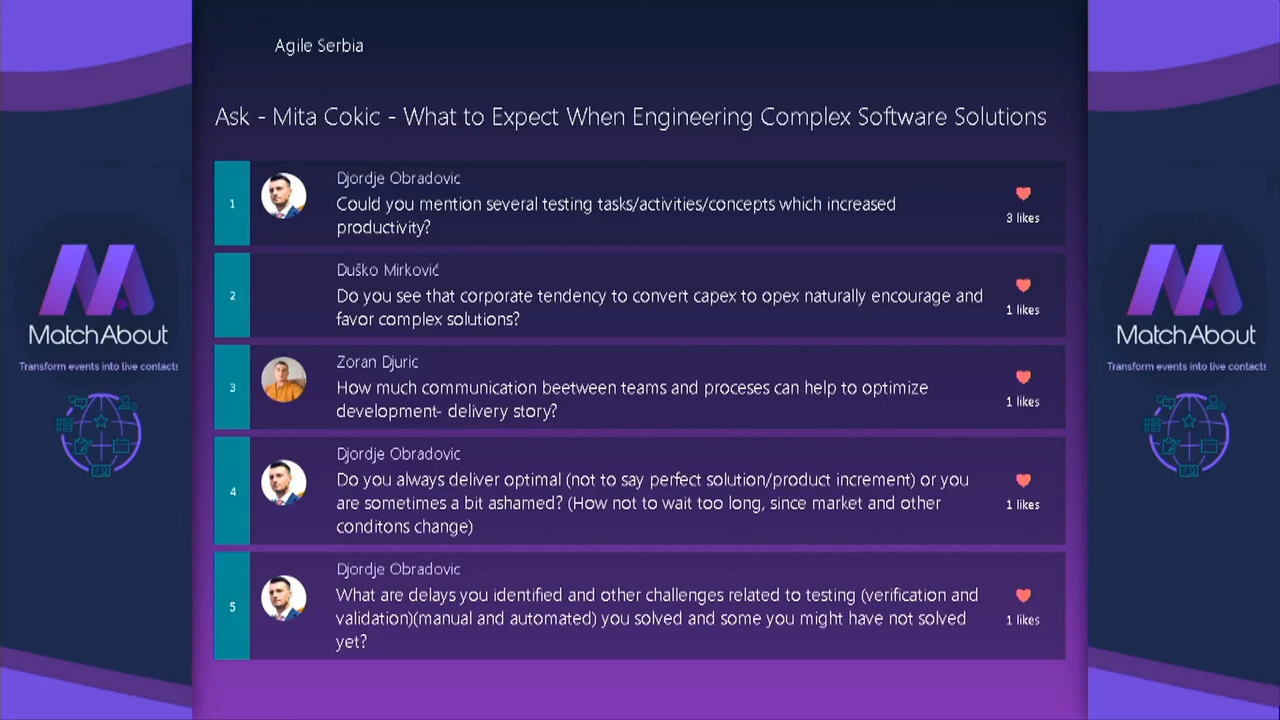 Agile Serbia
Ask - Mita Cokic - What to Expect When Engineering Complex Software Solutions
1
Djordje Obradovic
Could you mention several testing tasks/activities/concepts which increased
productivity?
3 likes
2
Duško Mirković
Do you see that corporate tendency to convert capex to opex naturally encourage and
favor complex solutions?
1 likes
3
Zoran Djuric
How much communication beetween teams and proceses can help to optimize
development- delivery story?
1 likes
4
Djordje Obradovic
Do you always deliver optimal (not to say perfect solution/product increment) or you
are sometimes a bit ashamed? (How not to wait too long, since market and other
conditons change)
1 likes
5
Djordje Obradovic
What are delays you identified and other challenges related to testing (verification and
validation)(manual and automated) you solved and some you might have not solved
yet?
1 likes
MatchAbout
Transform events into live contacts
MatchAbout
Transform events into live contacts